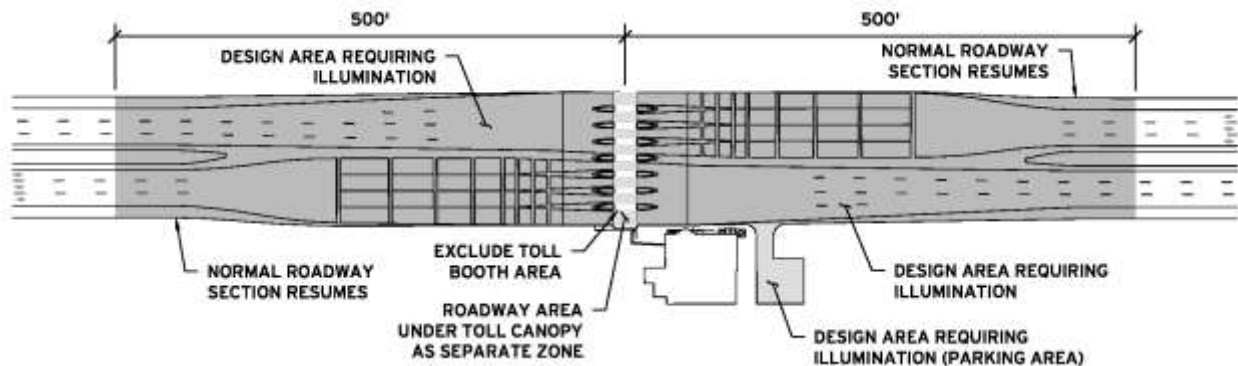 500'
500'
DESIGN AREA REQUIRING
ILLUMINATION
NORMAL ROADWAY
SECTION RESUMES
EXCLUDE TOLL
BOOTH AREA
NORMAL ROADWAY
SECTION RESUMES
DESIGN AREA REQUIRING
ILLUMINATION
ROADWAY AREA
UNDER TOLL CANOPY
AS SEPARATE ZONE
DESIGN AREA REQUIRING
ILLUMINATION (PARKING AREA)